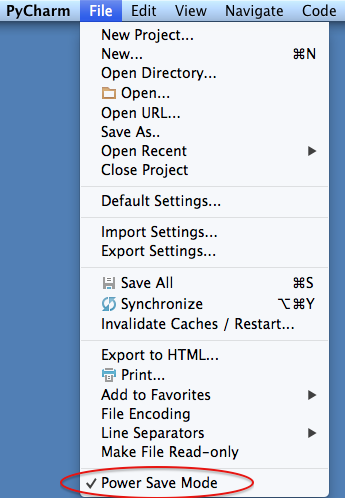 PyCharm File Edit View Navigate Code
New Project...
New... ⌘N
Open Directory...
Open...
Open URL...
Save As..
Open Recent ▶
Close Project
Default Settings...
Import Settings...
Export Settings...
Save All ⌘S
Synchronize ⌥⌘Y
Invalidate Caches / Restart...
Export to HTML...
Print...
Add to Favorites ▶
File Encoding
Line Separators ▶
Make File Read-only
✓ Power Save Mode